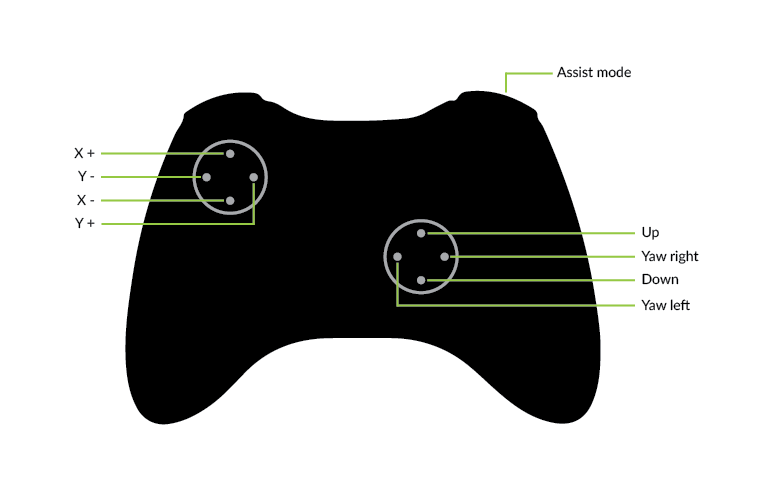 Assist mode
X +
Y -
X -
Y +
Up
Yaw right
Down
Yaw left